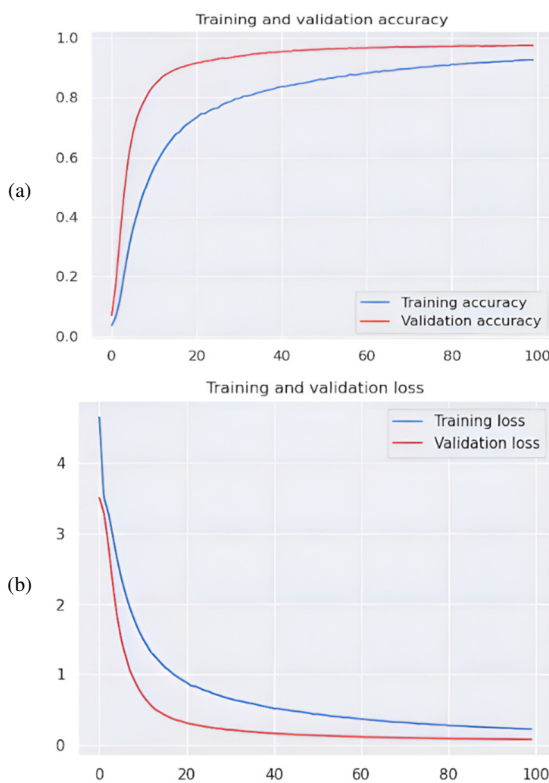 Training and validation accuracy
1.0
0.8
0.6
(a)
0.4
0.2
0.0
Training accuracy
Validation accuracy
0 20 40 60 80 100
Training and validation loss
Training loss
Validation loss
4
3
(b)
2
1
0
0 20 40 60 80 100